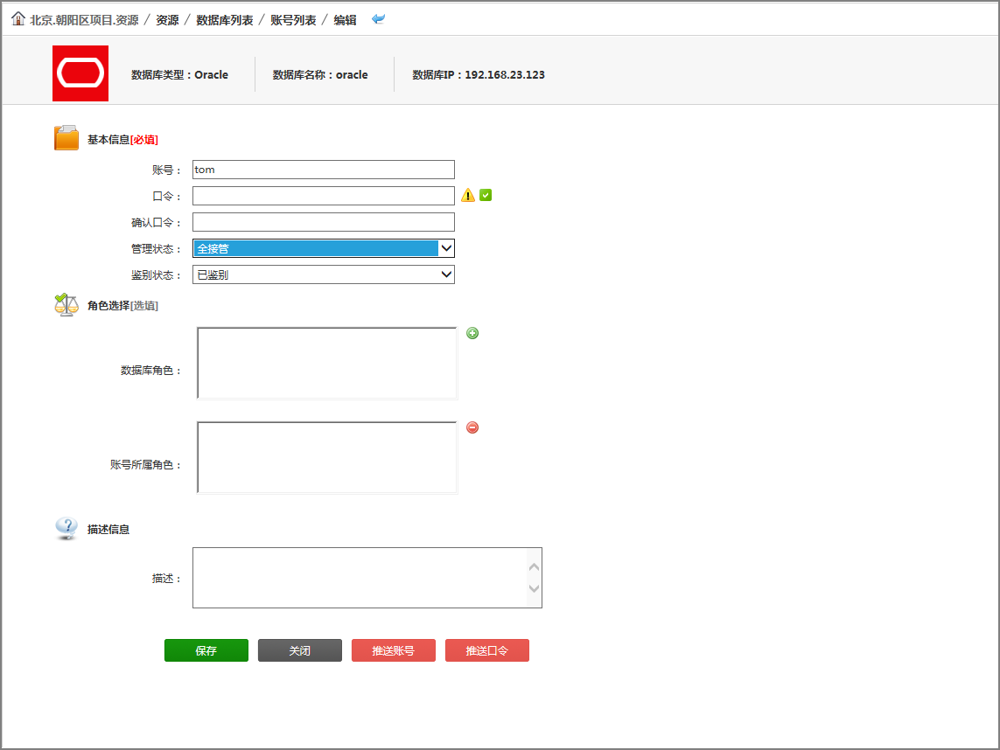 北京.朝阳区项目.资源 / 资源 / 数据库列表 / 账号列表 / 编辑
数据库类型：Oracle 数据库名称：oracle 数据库IP：192.168.23.123
基本信息[必填]
账号： tom
口令：
确认口令：
管理状态： 全接管
鉴别状态： 已鉴别
角色选择[选填]
数据库角色：
账号所属角色：
描述信息
描述：
保存 关闭 推送账号 推送口令